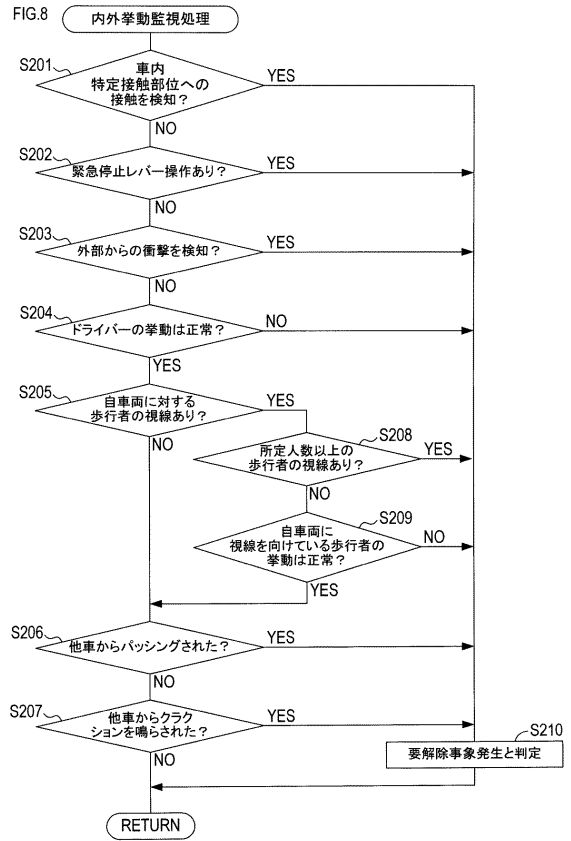 FIG.8
内外挙動監視処理
S201
車内
特定接触部位への
接触を検知?
YES
NO
S202
緊急停止レバー操作あり?
YES
NO
S203
外部からの衝撃を検知?
YES
NO
S204
ドライバーの挙動は正常?
NO
YES
S205
自車両に対する
歩行者の視線あり?
YES
NO
S208
所定人数以上の
歩行者の視線あり?
YES
NO
S209
自車両に
視線を向けている歩行者の
挙動は正常?
NO
YES
S206
他車からパッシングされた?
YES
NO
S207
他車からクラク
ションを鳴らされた?
YES
NO
S210
要解除事象発生と判定
RETURN